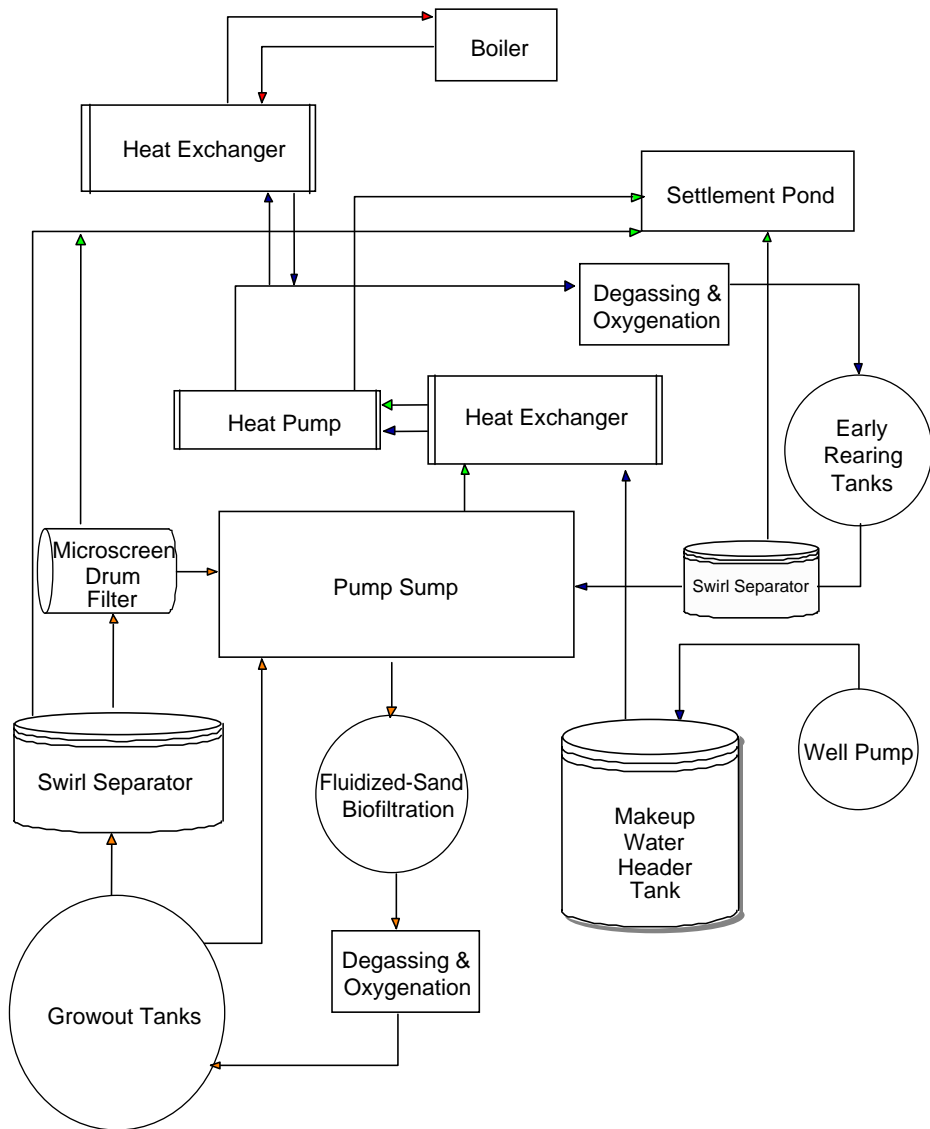 Boiler
Heat Exchanger
Settlement Pond
Degassing &
Oxygenation
Heat Pump
Heat Exchanger
Early
Rearing
Tanks
Microscreen
Drum
Filter
Pump Sump
Swirl Separator
Swirl Separator
Fluidized-Sand
Biofiltration
Well Pump
Makeup
Water
Header
Tank
Degassing &
Oxygenation
Growout Tanks